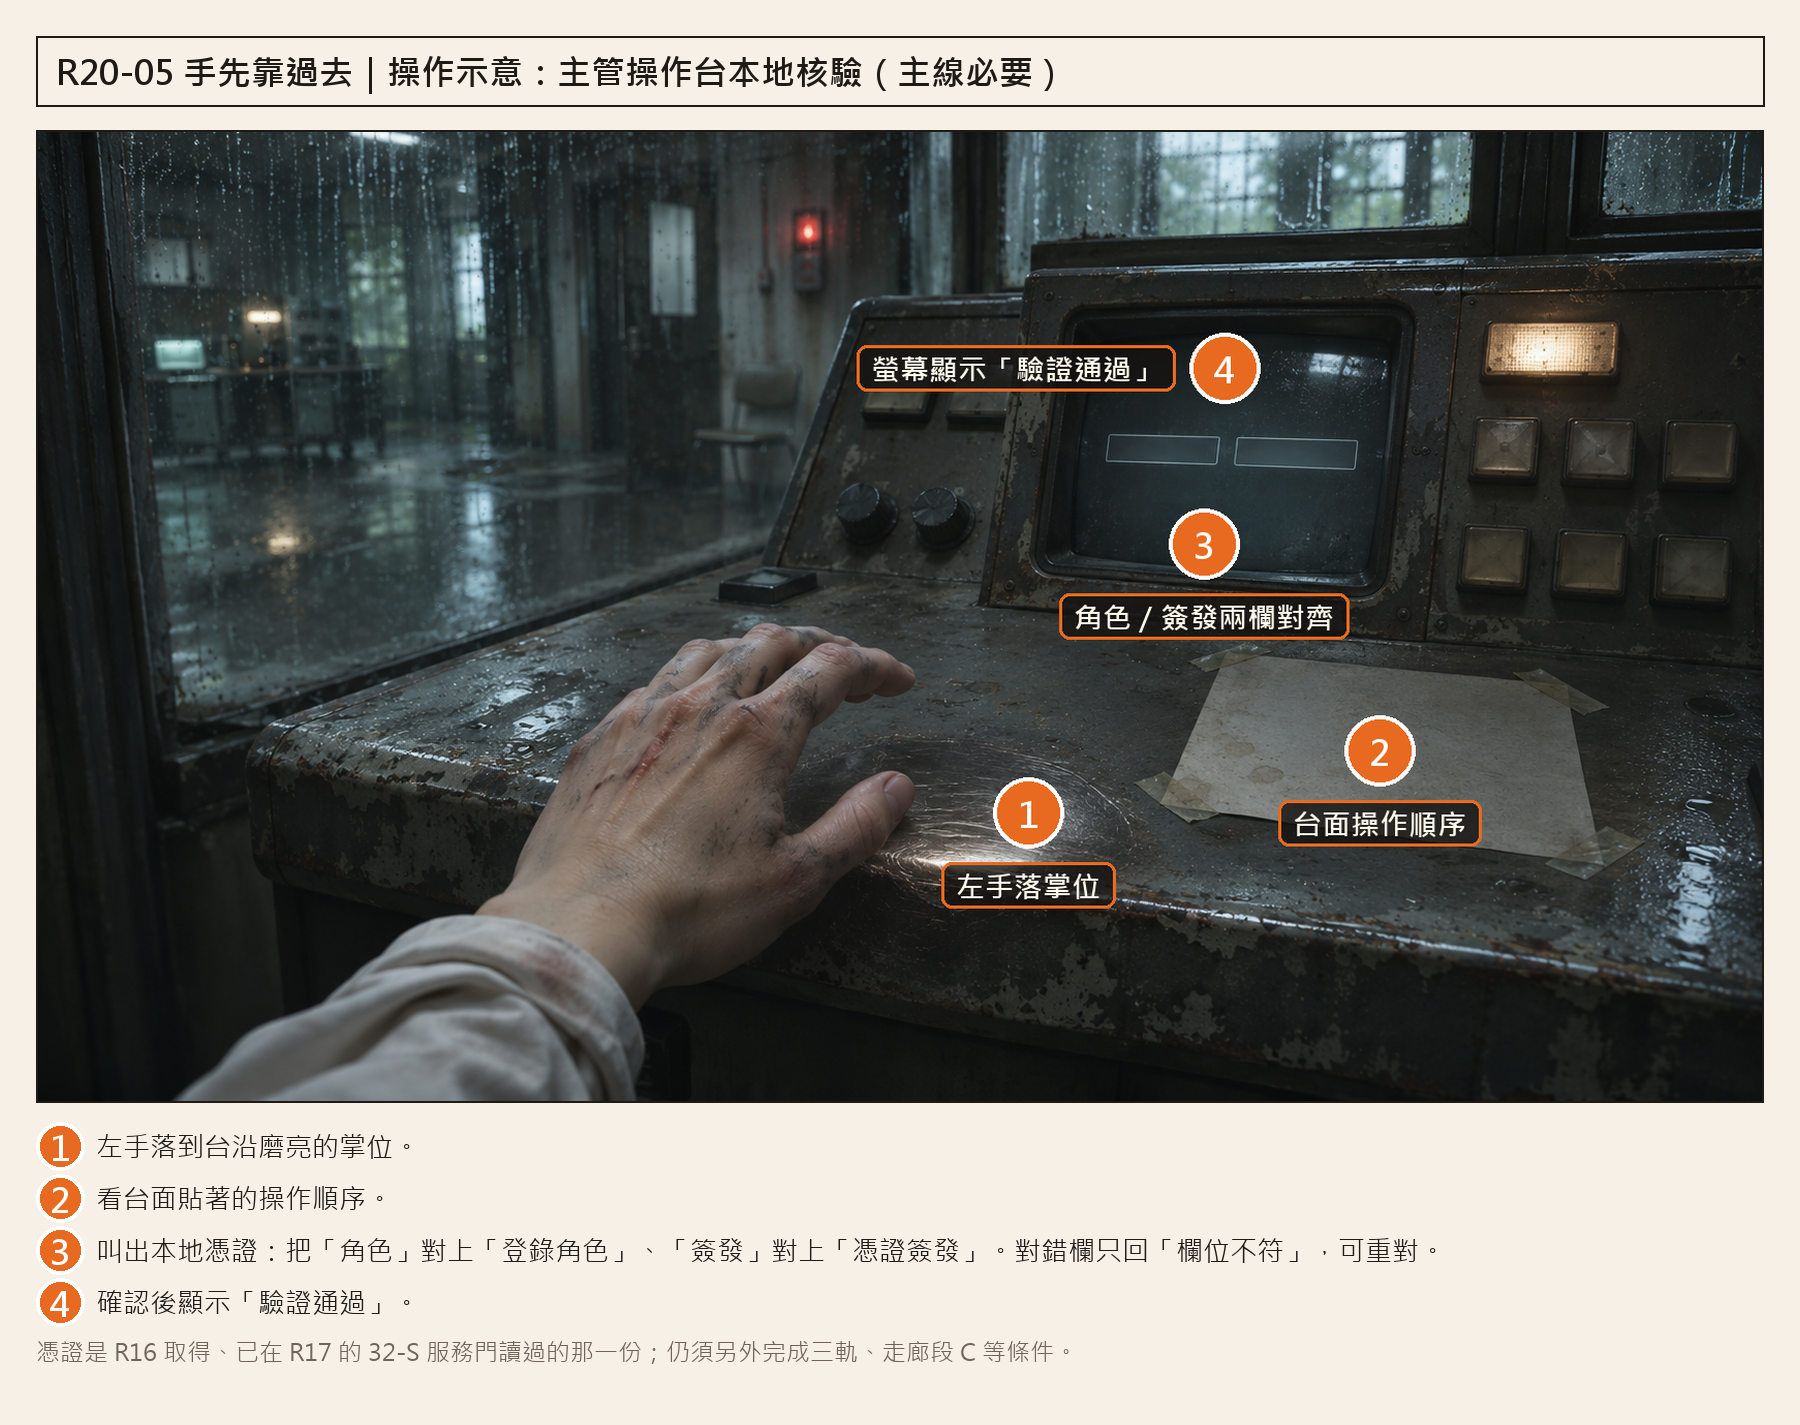 R20-05 手先靠過去｜操作示意：主管操作台本地核驗（主線必要）
螢幕顯示「驗證通過」
4
3
角色 / 簽發兩欄對齊
2
台面操作順序
1
左手落掌位
1 左手落到台沿磨亮的掌位。
2 看台面貼著的操作順序。
3 叫出本地憑證：把「角色」對上「登錄角色」、「簽發」對上「憑證簽發」。對錯欄只回「欄位不符」，可重對。
4 確認後顯示「驗證通過」。
憑證是 R16 取得、已在 R17 的 32-S 服務門讀過的那一份；仍須另外完成三軌、走廊段 C 等條件。